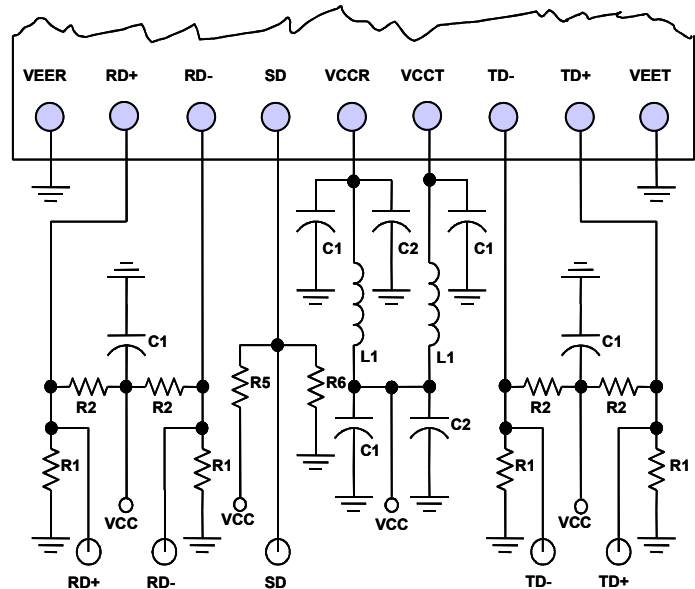 VEER RD+ RD- SD VCCR VCCT TD- TD+ VEET
C1 C2 C1
C1 C1
L1 L1
R5 R6
R2 R2 R2 R2
C1 C2
R1 R1 R1 R1
VCC VCC VCC VCC
RD+ RD- SD TD- TD+